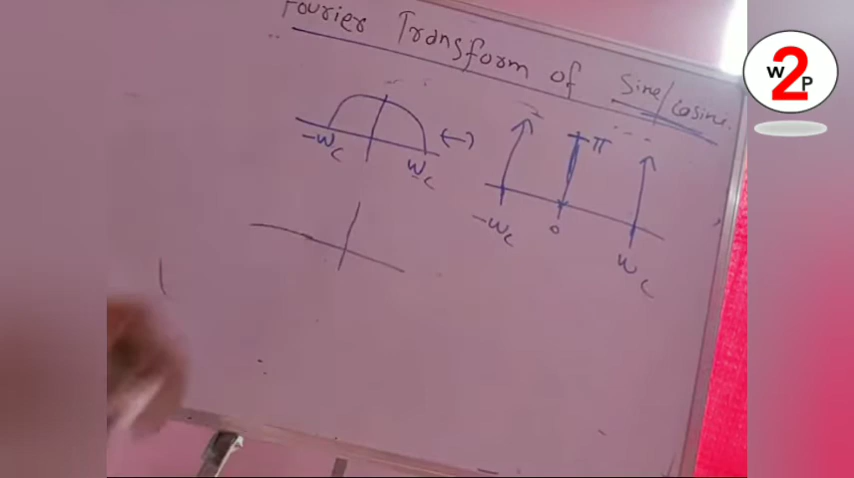 Fourier Transform of Sine/Cosine.
-ωc
ωc
↔
π
-ωc
0
ωc
W2P